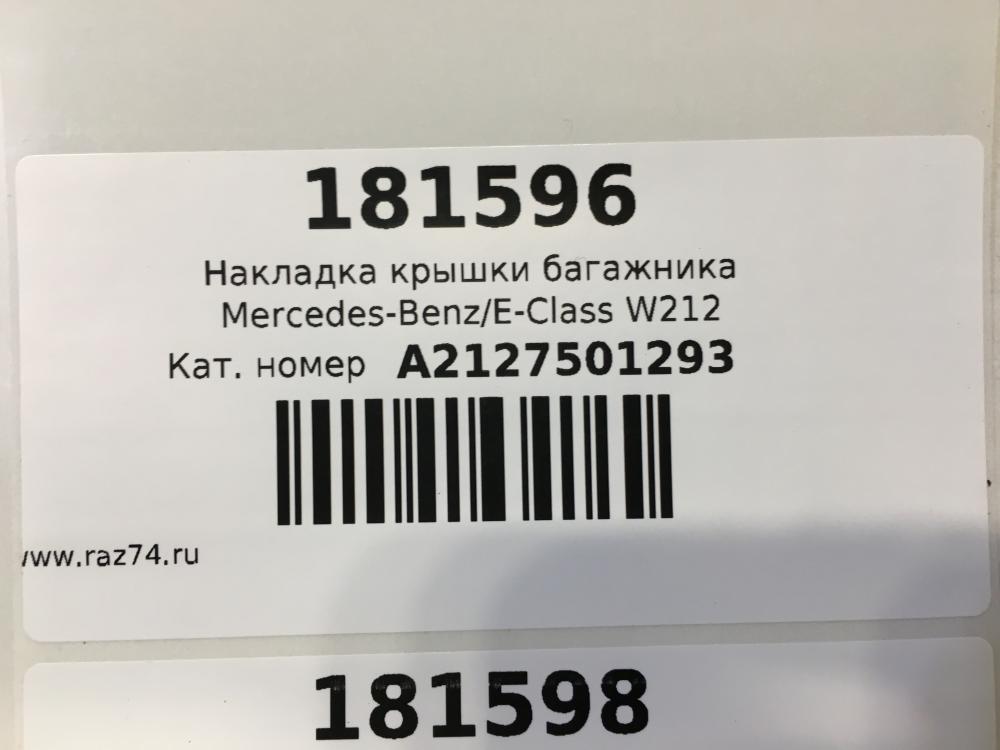 181596
Накладка крышки багажника
Mercedes-Benz/E-Class W212
Кат. номер A2127501293
www.raz74.ru
181598